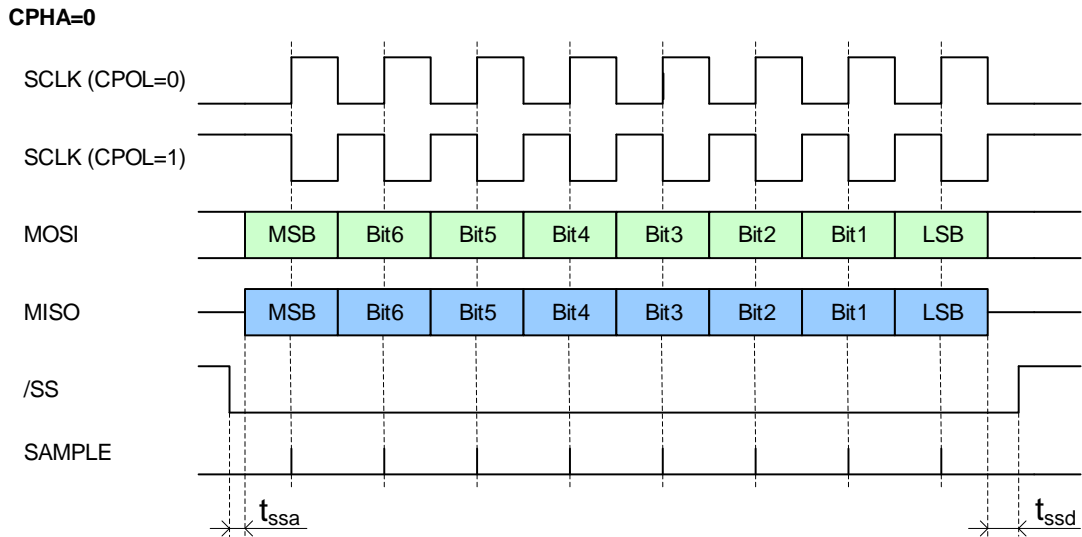 CPHA=0
SCLK (CPOL=0)
SCLK (CPOL=1)
MOSI MSB Bit6 Bit5 Bit4 Bit3 Bit2 Bit1 LSB
MISO MSB Bit6 Bit5 Bit4 Bit3 Bit2 Bit1 LSB
/SS
SAMPLE
tssa tssd